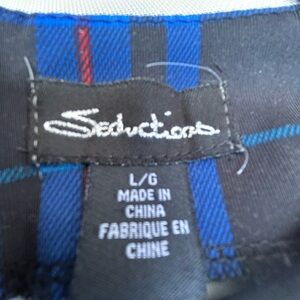 Seductions
L/G
MADE IN
CHINA
FABRIQUE EN
CHINE